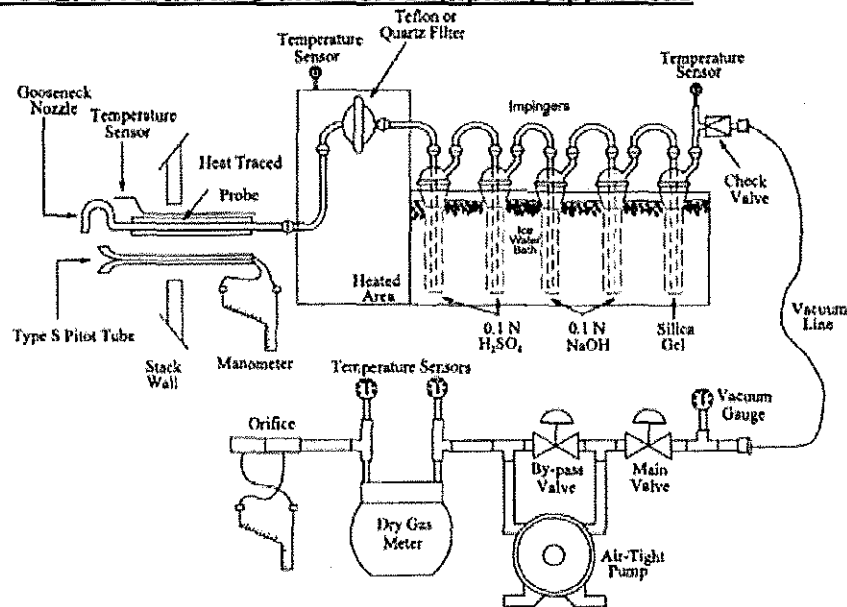 Teflon or
Quartz Filter
Temperature
Sensor
Temperature
Sensor
Gooseneck
Nozzle
Temperature
Sensor
Impingers
Heat Traced
Probe
Check
Valve
Ice
Water
Bath
Heated
Area
Vacuum
Line
Type S Pitot Tube
Stack
Wall
Manometer
0.1 N
H₂SO₄
0.1 N
NaOH
Silica
Gel
Temperature Sensors
Vacuum
Gauge
Orifice
By-pass
Valve
Main
Valve
Dry Gas
Meter
Air-Tight
Pump